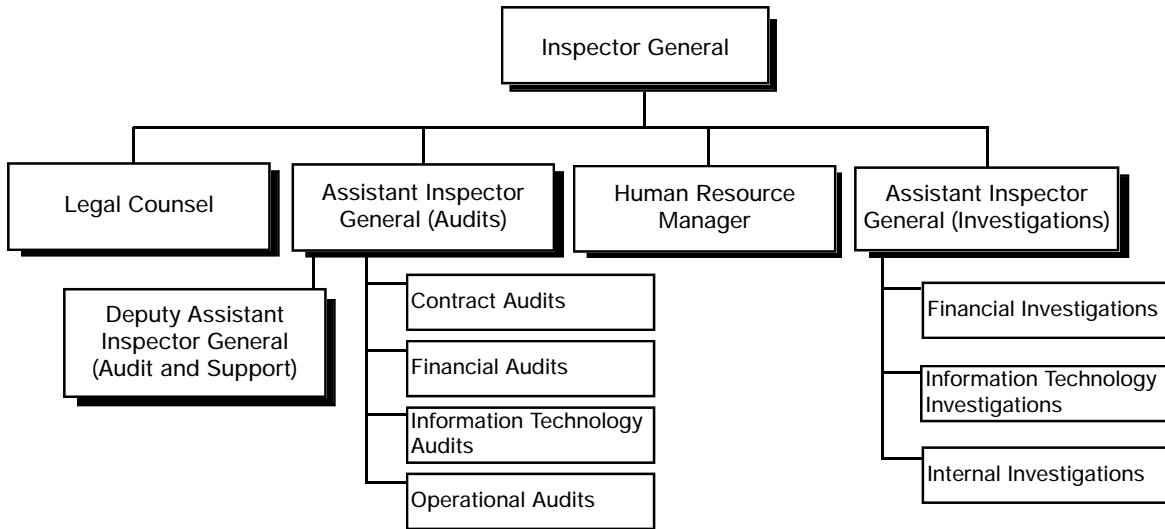 Inspector General
Legal Counsel
Assistant Inspector
General (Audits)
Human Resource
Manager
Assistant Inspector
General (Investigations)
Deputy Assistant
Inspector General
(Audit and Support)
Contract Audits
Financial Audits
Information Technology
Audits
Operational Audits
Financial Investigations
Information Technology
Investigations
Internal Investigations